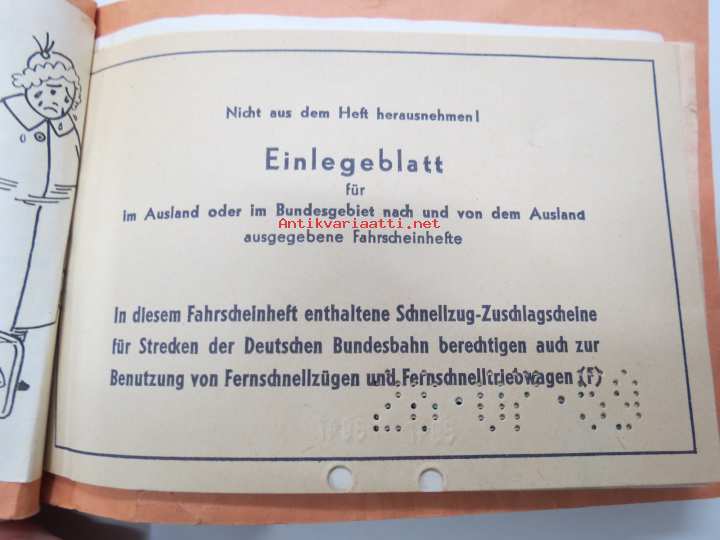 Nicht aus dem Heft herausnehmen!
Einlegeblatt
für
im Ausland oder im Bundesgebiet nach und von dem Ausland
Antikvariaatti.net
ausgegebene Fahrscheinhefte
In diesem Fahrscheinheft enthaltene Schnellzug-Zuschlagscheine
für Strecken der Deutschen Bundesbahn berechtigen auch zur
Benutzung von Fernschnellzügen und Fernschnelltriebwagen (F)